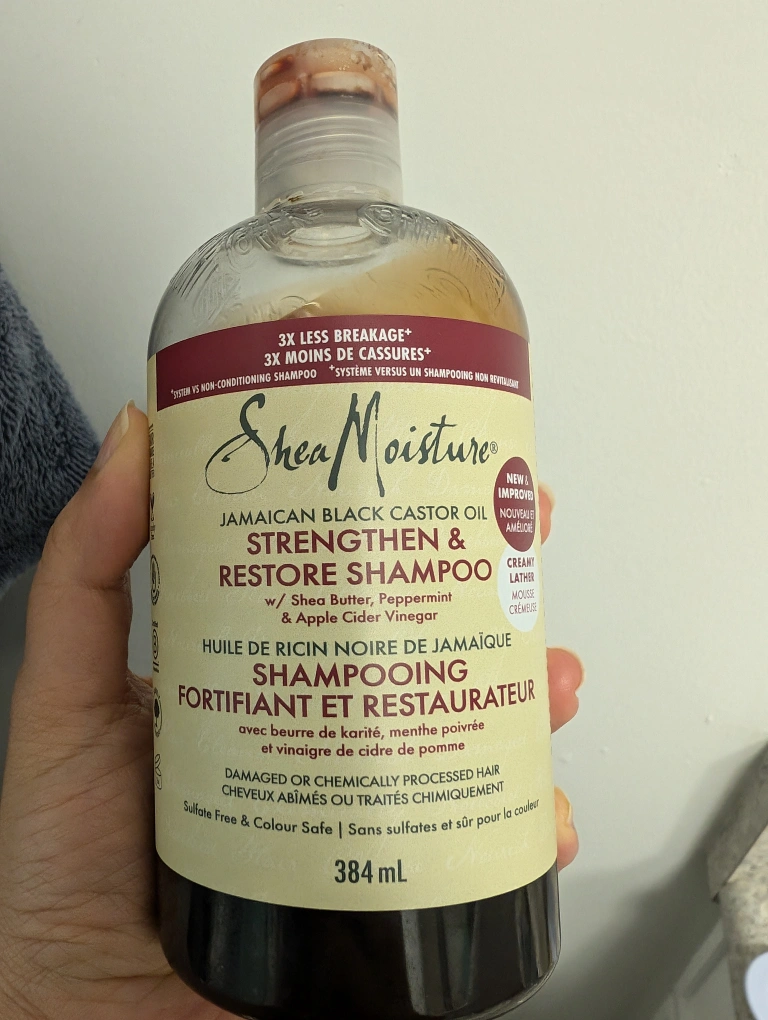 3X LESS BREAKAGE+
3X MOINS DE CASSURES+
+SYSTEM VS NON-CONDITIONING SHAMPOO +SYSTÈME VERSUS UN SHAMPOOING NON REVITALISANT
SheaMoisture®
JAMAICAN BLACK CASTOR OIL
STRENGTHEN &
RESTORE SHAMPOO
w/ Shea Butter, Peppermint
& Apple Cider Vinegar
NEW &
IMPROVED
NOUVEAU ET
AMÉLIORÉ
CREAMY
LATHER
MOUSSE
CRÉMEUSE
HUILE DE RICIN NOIRE DE JAMAÏQUE
SHAMPOOING
FORTIFIANT ET RESTAURATEUR
avec beurre de karité, menthe poivrée
et vinaigre de cidre de pomme
DAMAGED OR CHEMICALLY PROCESSED HAIR
CHEVEUX ABÎMÉS OU TRAITÉS CHIMIQUEMENT
Sulfate Free & Colour Safe | Sans sulfates et sûr pour la couleur
384 mL